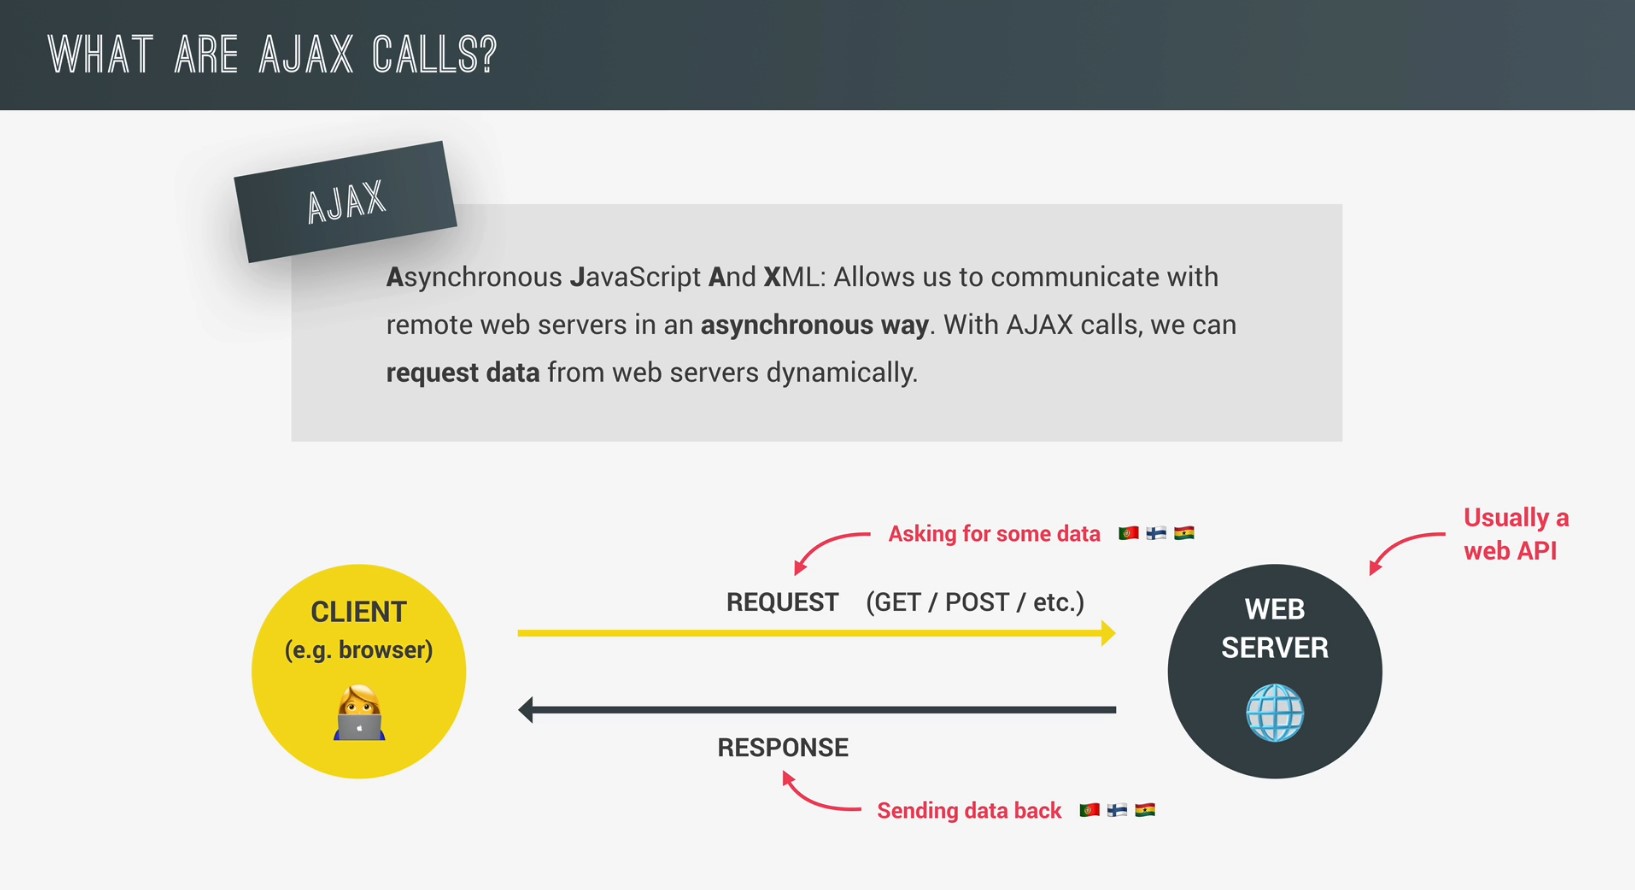 WHAT ARE AJAX CALLS?
AJAX
Asynchronous JavaScript And XML: Allows us to communicate with
remote web servers in an asynchronous way. With AJAX calls, we can
request data from web servers dynamically.
Usually a
web API
Asking for some data
REQUEST (GET / POST / etc.)
CLIENT
(e.g. browser)
WEB
SERVER
RESPONSE
Sending data back